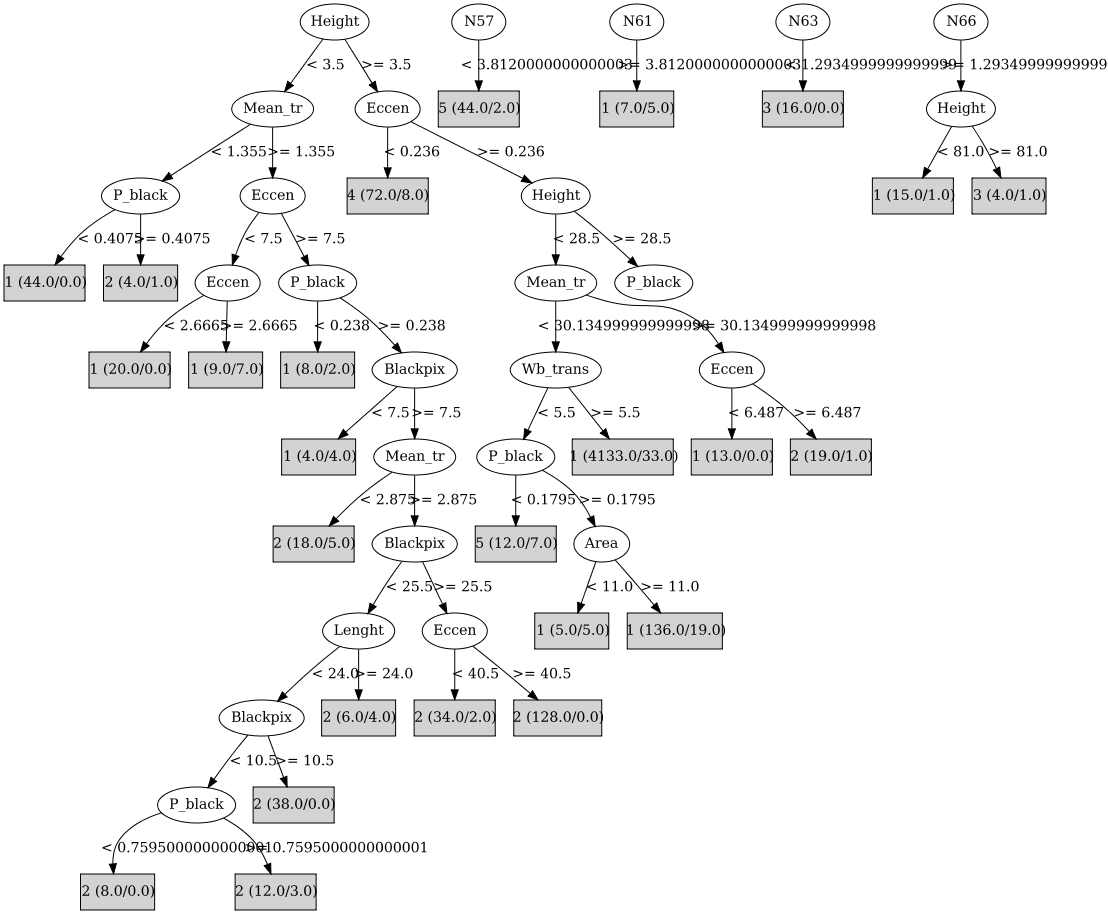 Height N57 N61 N63 N66
< 3.5 >= 3.5 < 3.8120000000000003 >= 3.8120000000000003 < 1.2934999999999999 >= 1.2934999999999999
Mean_tr Eccen 5 (44.0/2.0) 1 (7.0/5.0) 3 (16.0/0.0) Height
< 1.355 >= 1.355 < 0.236 >= 0.236 < 81.0 >= 81.0
P_black Eccen 4 (72.0/8.0) Height 1 (15.0/1.0) 3 (4.0/1.0)
< 0.4075 >= 0.4075 < 7.5 >= 7.5 < 28.5 >= 28.5
1 (44.0/0.0) 2 (4.0/1.0) Eccen P_black Mean_tr P_black
< 2.6665 >= 2.6665 < 0.238 >= 0.238 < 30.134999999999998 >= 30.134999999999998
1 (20.0/0.0) 1 (9.0/7.0) 1 (8.0/2.0) Blackpix Wb_trans Eccen
< 7.5 >= 7.5 < 5.5 >= 5.5 < 6.487 >= 6.487
1 (4.0/4.0) Mean_tr P_black 1 (4133.0/33.0) 1 (13.0/0.0) 2 (19.0/1.0)
< 2.875 >= 2.875 < 0.1795 >= 0.1795
2 (18.0/5.0) Blackpix 5 (12.0/7.0) Area
< 25.5 >= 25.5 < 11.0 >= 11.0
Lenght Eccen 1 (5.0/5.0) 1 (136.0/19.0)
< 24.0 >= 24.0 < 40.5 >= 40.5
Blackpix 2 (6.0/4.0) 2 (34.0/2.0) 2 (128.0/0.0)
< 10.5 >= 10.5
P_black 2 (38.0/0.0)
< 0.7595000000000001 >= 0.7595000000000001
2 (8.0/0.0) 2 (12.0/3.0)